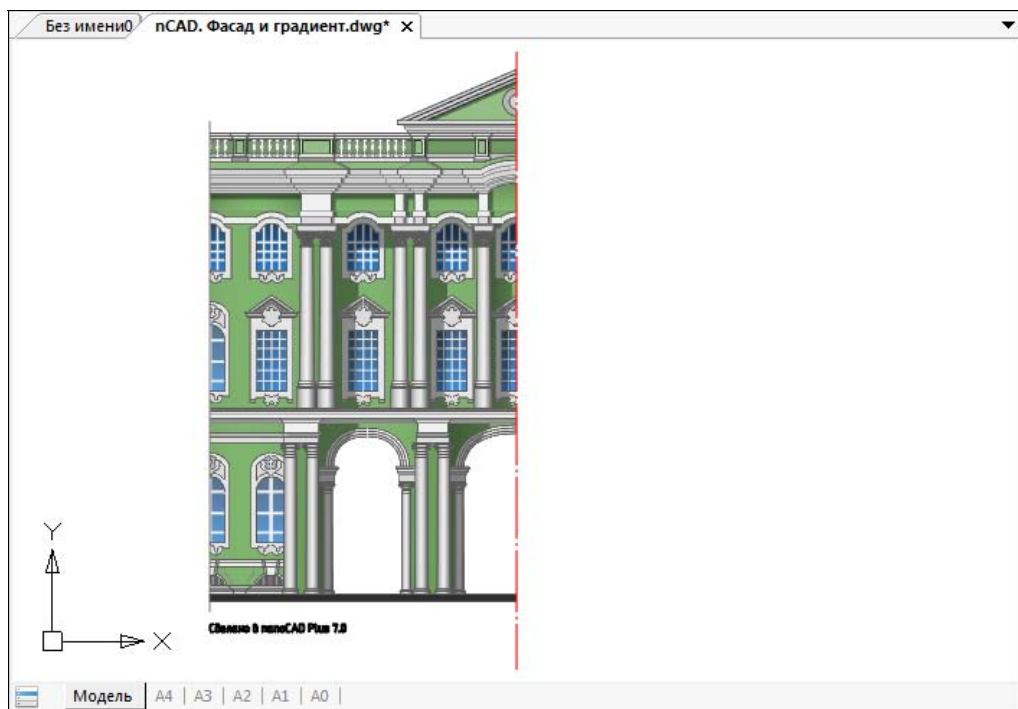 Без имени0 nCAD. Фасад и градиент.dwg*
Y
X
Сделано в nanoCAD Plus 7.0
Модель A4 A3 A2 A1 A0